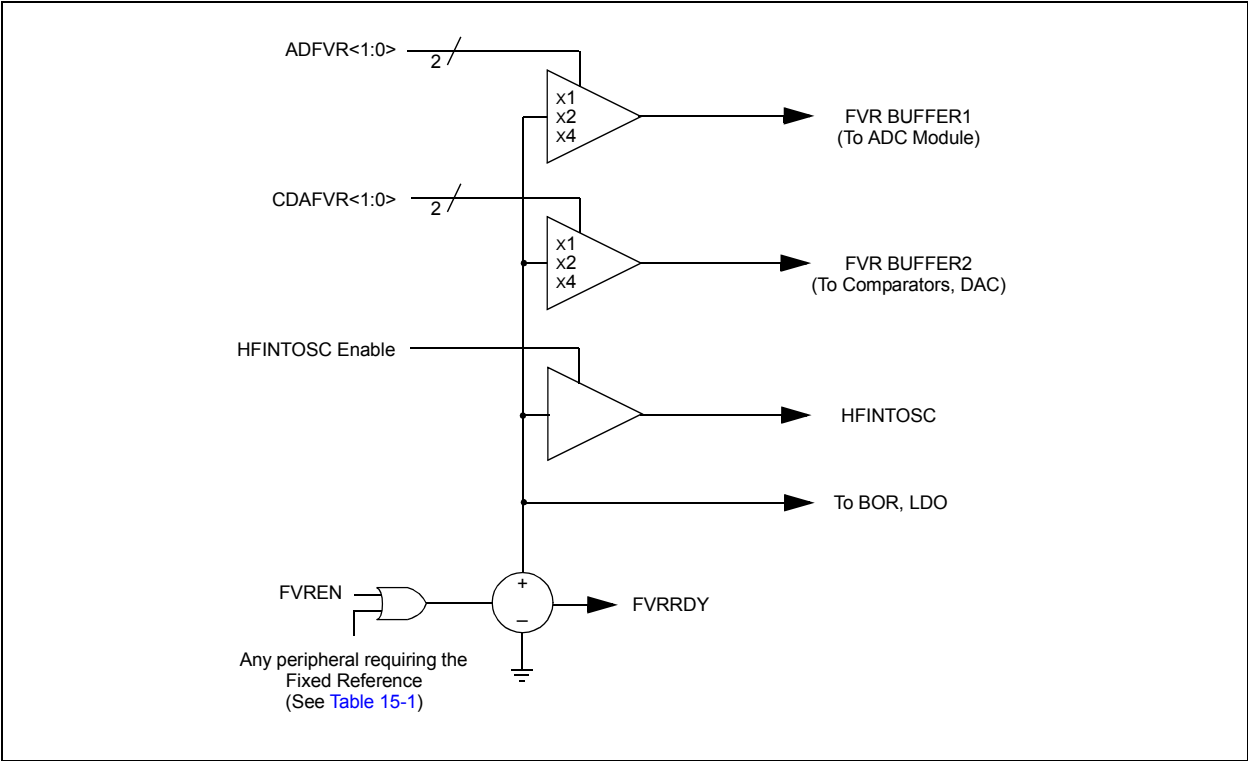 ADFVR<1:0>
2
X1
X2
X4
FVR BUFFER1
(To ADC Module)
CDAFVR<1:0>
2
X1
X2
X4
FVR BUFFER2
(To Comparators, DAC)
HFINTOSC Enable
HFINTOSC
To BOR, LDO
FVREN
+
_
FVRRDY
Any peripheral requiring the
Fixed Reference
(See Table 15-1)